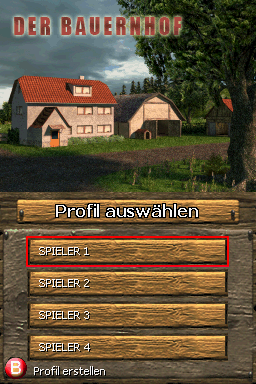 DER BAUERNHOF
Profil auswählen
SPIELER 1
SPIELER 2
SPIELER 3
SPIELER 4
B Profil erstellen